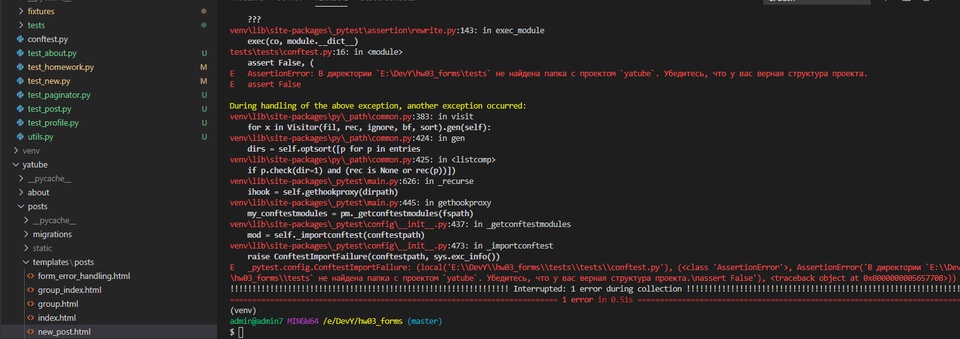 fixtures
tests
conftest.py
test_about.py U
test_homework.py M
test_new.py M
test_paginator.py U
test_post.py U
test_profile.py U
utils.py U
venv
yatube
__pycache__
about
posts
__pycache__
migrations
static
templates\posts
form_error_handling.html
group_index.html
group.html
index.html
new_post.html
???
venv\lib\site-packages\_pytest\assertion\rewrite.py:143: in exec_module
exec(co, module.__dict__)
tests\tests\conftest.py:16: in <module>
assert False, (
E AssertionError: В директории `E:\DevY\hw03_forms\tests` не найдена папка с проектом `yatube`. Убедитесь, что у вас верная структура проекта.
E assert False
During handling of the above exception, another exception occurred:
venv\lib\site-packages\py\_path\common.py:383: in visit
for x in Visitor(fil, rec, ignore, bf, sort).gen(self):
venv\lib\site-packages\py\_path\common.py:424: in gen
dirs = self.optsort([p for p in entries
venv\lib\site-packages\py\_path\common.py:425: in <listcomp>
if p.check(dir=1) and (rec is None or rec(p))])
venv\lib\site-packages\_pytest\main.py:626: in _recurse
ihook = self.gethookproxy(dirpath)
venv\lib\site-packages\_pytest\main.py:445: in gethookproxy
my_conftestmodules = pm._getconftestmodules(fspath)
venv\lib\site-packages\_pytest\config\__init__.py:437: in _getconftestmodules
mod = self._importconftest(conftestpath)
venv\lib\site-packages\_pytest\config\__init__.py:473: in _importconftest
raise ConftestImportFailure(conftestpath, sys.exc_info())
E _pytest.config.ConftestImportFailure: (local('E:\\DevY\\hw03_forms\\tests\\tests\\conftest.py'), (<class 'AssertionError'>, AssertionError('В директории `E:\\Dev
\hw03_forms\\tests` не найдена папка с проектом `yatube`. Убедитесь, что у вас верная структура проекта.\nassert False'), <traceback object at 0x0000000005657708>))
!!!!!!!!!!!!!!!!!!!!!!!!!!!!!!!!!!!!!!!!!!!!!!!!!!!!!!!!!!!!!!! Interrupted: 1 error during collection !!!!!!!!!!!!!!!!!!!!!!!!!!!!!!!!!!!!!!!!!!!!!!!!!!!!!!!!!!!!!!!
=============================== 1 error in 0.51s ===============================
(venv)
admin@admin7 MINGW64 /e/DevY/hw03_forms (master)
$